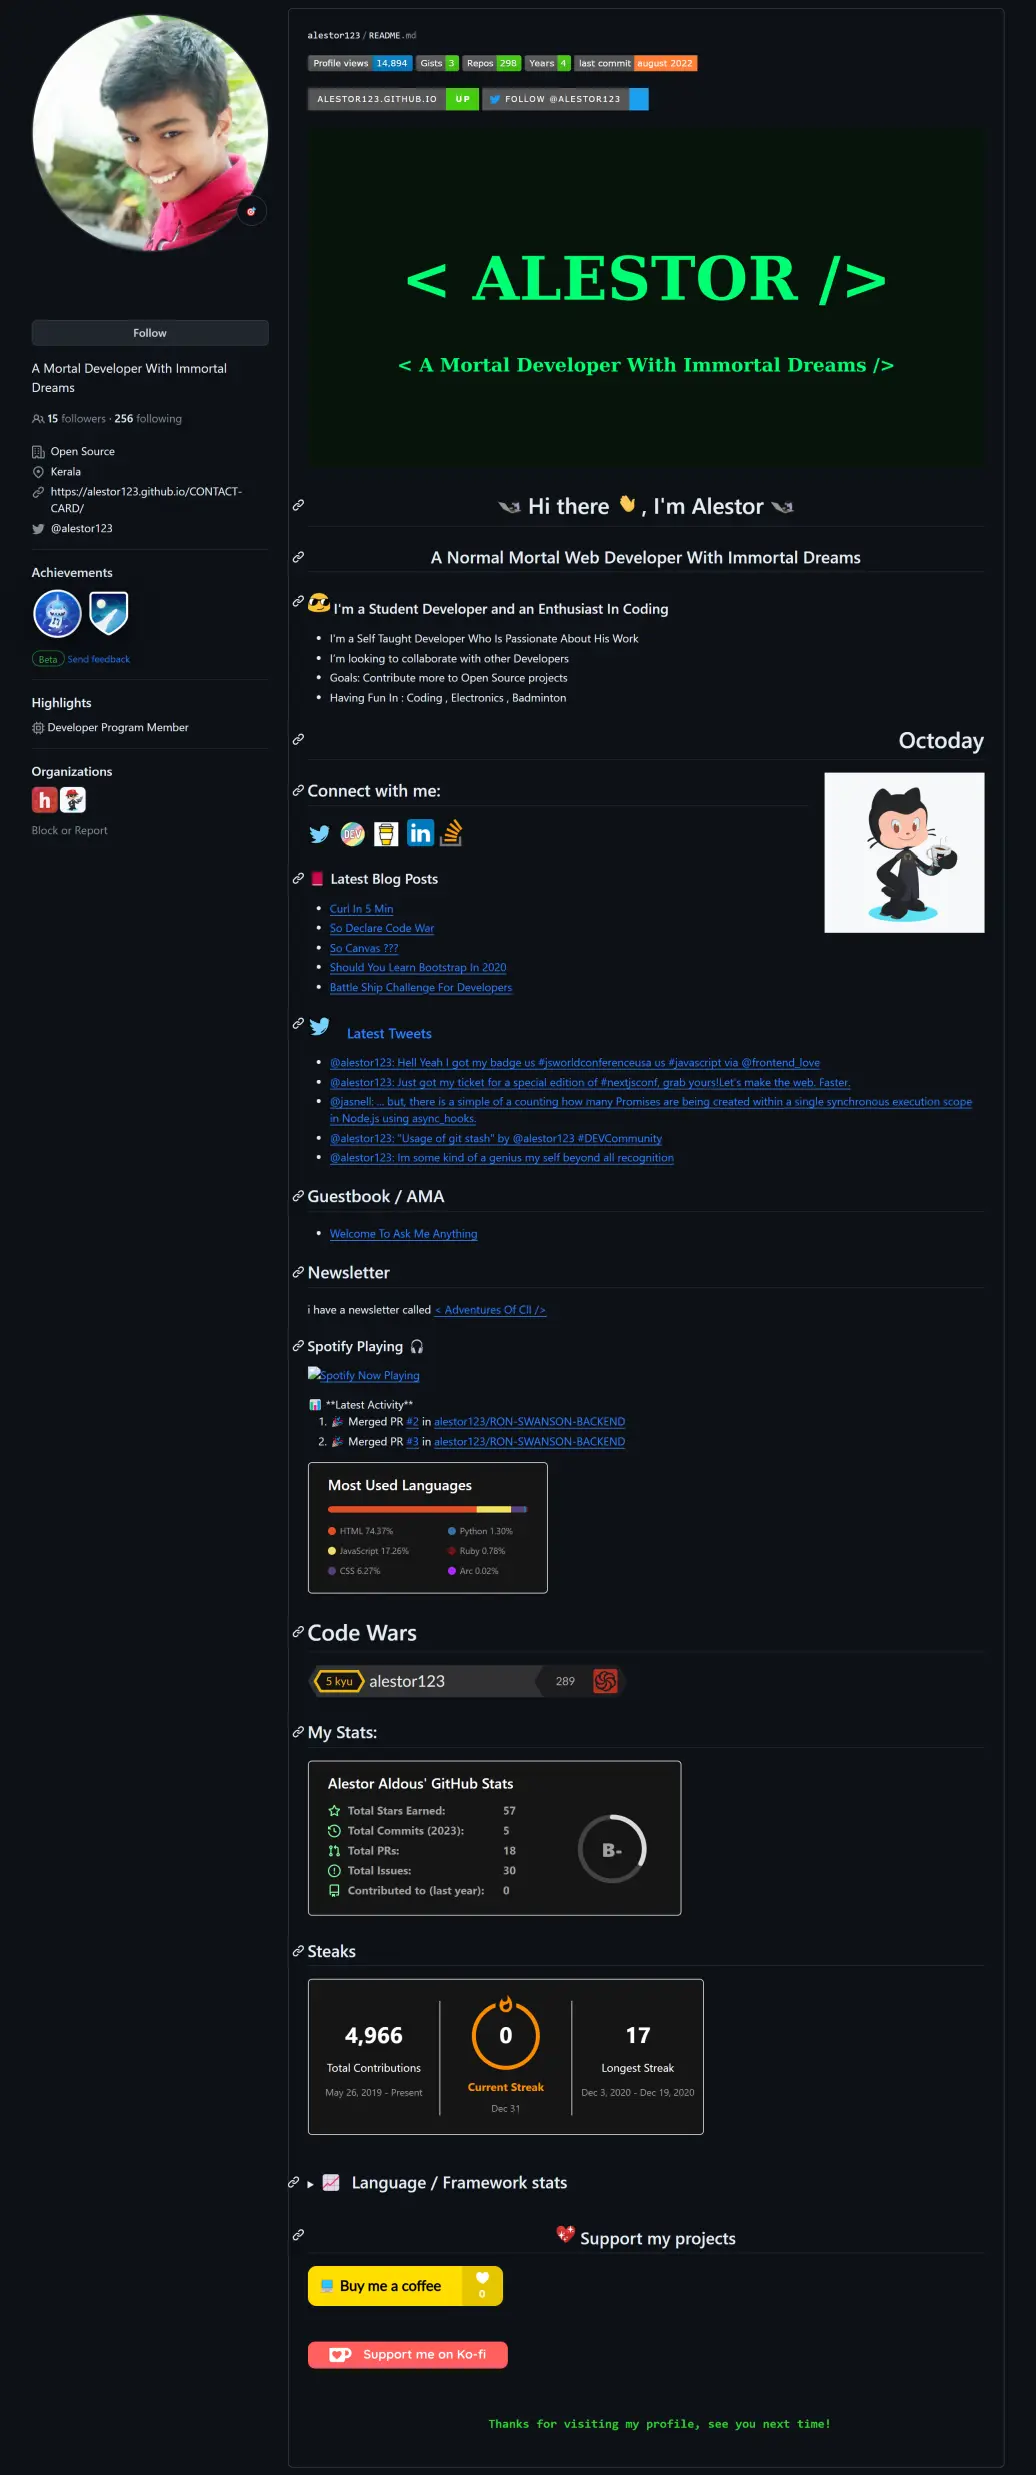 Follow
A Mortal Developer With Immortal
Dreams
15 followers · 256 following
Open Source
Kerala
https://alestor123.github.io/CONTACT-
CARD/
@alestor123
Achievements
Beta Send feedback
Highlights
Developer Program Member
Organizations
h
Block or Report
alestor123/README.md
Profile views 14,894 Gists 3 Repos 298 Years 4 last commit august 2022
ALESTOR123.GITHUB.IO UP FOLLOW @ALESTOR123
< ALESTOR />
< A Mortal Developer With Immortal Dreams />
Hi there 👋, I'm Alestor
A Normal Mortal Web Developer With Immortal Dreams
I'm a Student Developer and an Enthusiast In Coding
• I'm a Self Taught Developer Who Is Passionate About His Work
• I'm looking to collaborate with other Developers
• Goals: Contribute more to Open Source projects
• Having Fun In : Coding , Electronics , Badminton
Octoday
Connect with me:
DEV in
Latest Blog Posts
• Curl In 5 Min
• So Declare Code War
• So Canvas ???
• Should You Learn Bootstrap In 2020
• Battle Ship Challenge For Developers
Latest Tweets
• @alestor123: Hell Yeah I got my badge us #jsworldconferenceusa us #javascript via @frontend_love
• @alestor123: Just got my ticket for a special edition of #nextjsconf, grab yours!Let's make the web. Faster.
• @jasnell: ... but, there is a simple of a counting how many Promises are being created within a single synchronous execution scope
in Node.js using async_hooks.
• @alestor123: "Usage of git stash" by @alestor123 #DEVCommunity
• @alestor123: Im some kind of a genius my self beyond all recognition
Guestbook / AMA
• Welcome To Ask Me Anything
Newsletter
i have a newsletter called < Adventures Of Cll />
Spotify Playing 🎧
Spotify Now Playing
📊 **Latest Activity**
1. 🎉 Merged PR #2 in alestor123/RON-SWANSON-BACKEND
2. 🎉 Merged PR #3 in alestor123/RON-SWANSON-BACKEND
Most Used Languages
HTML 74.37% Python 1.30%
JavaScript 17.26% Ruby 0.78%
CSS 6.27% Arc 0.02%
Code Wars
5 kyu alestor123 289
My Stats:
Alestor Aldous' GitHub Stats
Total Stars Earned: 57
Total Commits (2023): 5
Total PRs: 18
Total Issues: 30
Contributed to (last year): 0
B-
Steaks
4,966 0 17
Total Contributions Current Streak Longest Streak
May 26, 2019 - Present Dec 31 Dec 3, 2020 - Dec 19, 2020
Language / Framework stats
💖 Support my projects
Buy me a coffee 0
Support me on Ko-fi
Thanks for visiting my profile, see you next time!